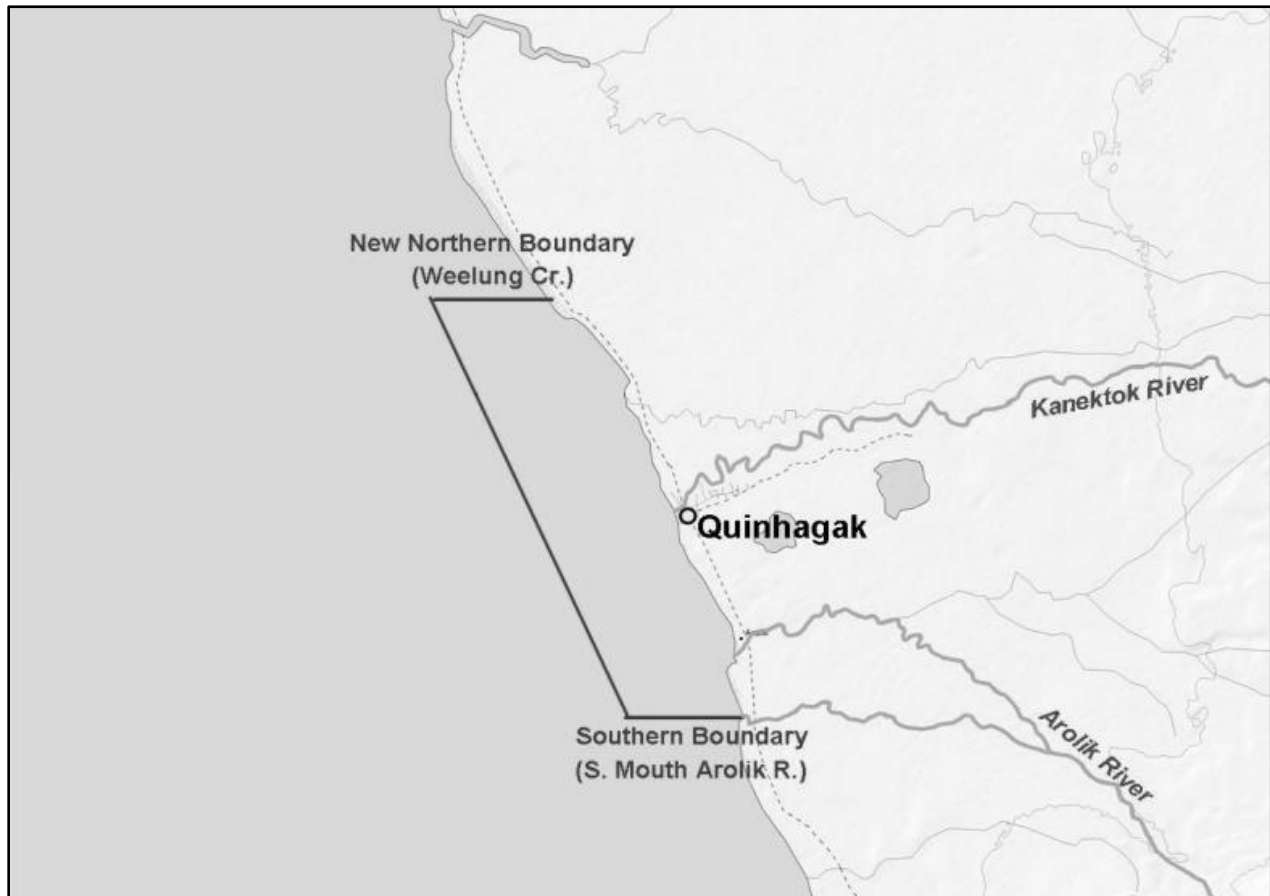 New Northern Boundary
(Weelung Cr.)
Kanektok River
Quinhagak
Southern Boundary
(S. Mouth Arolik R.)
Arolik River